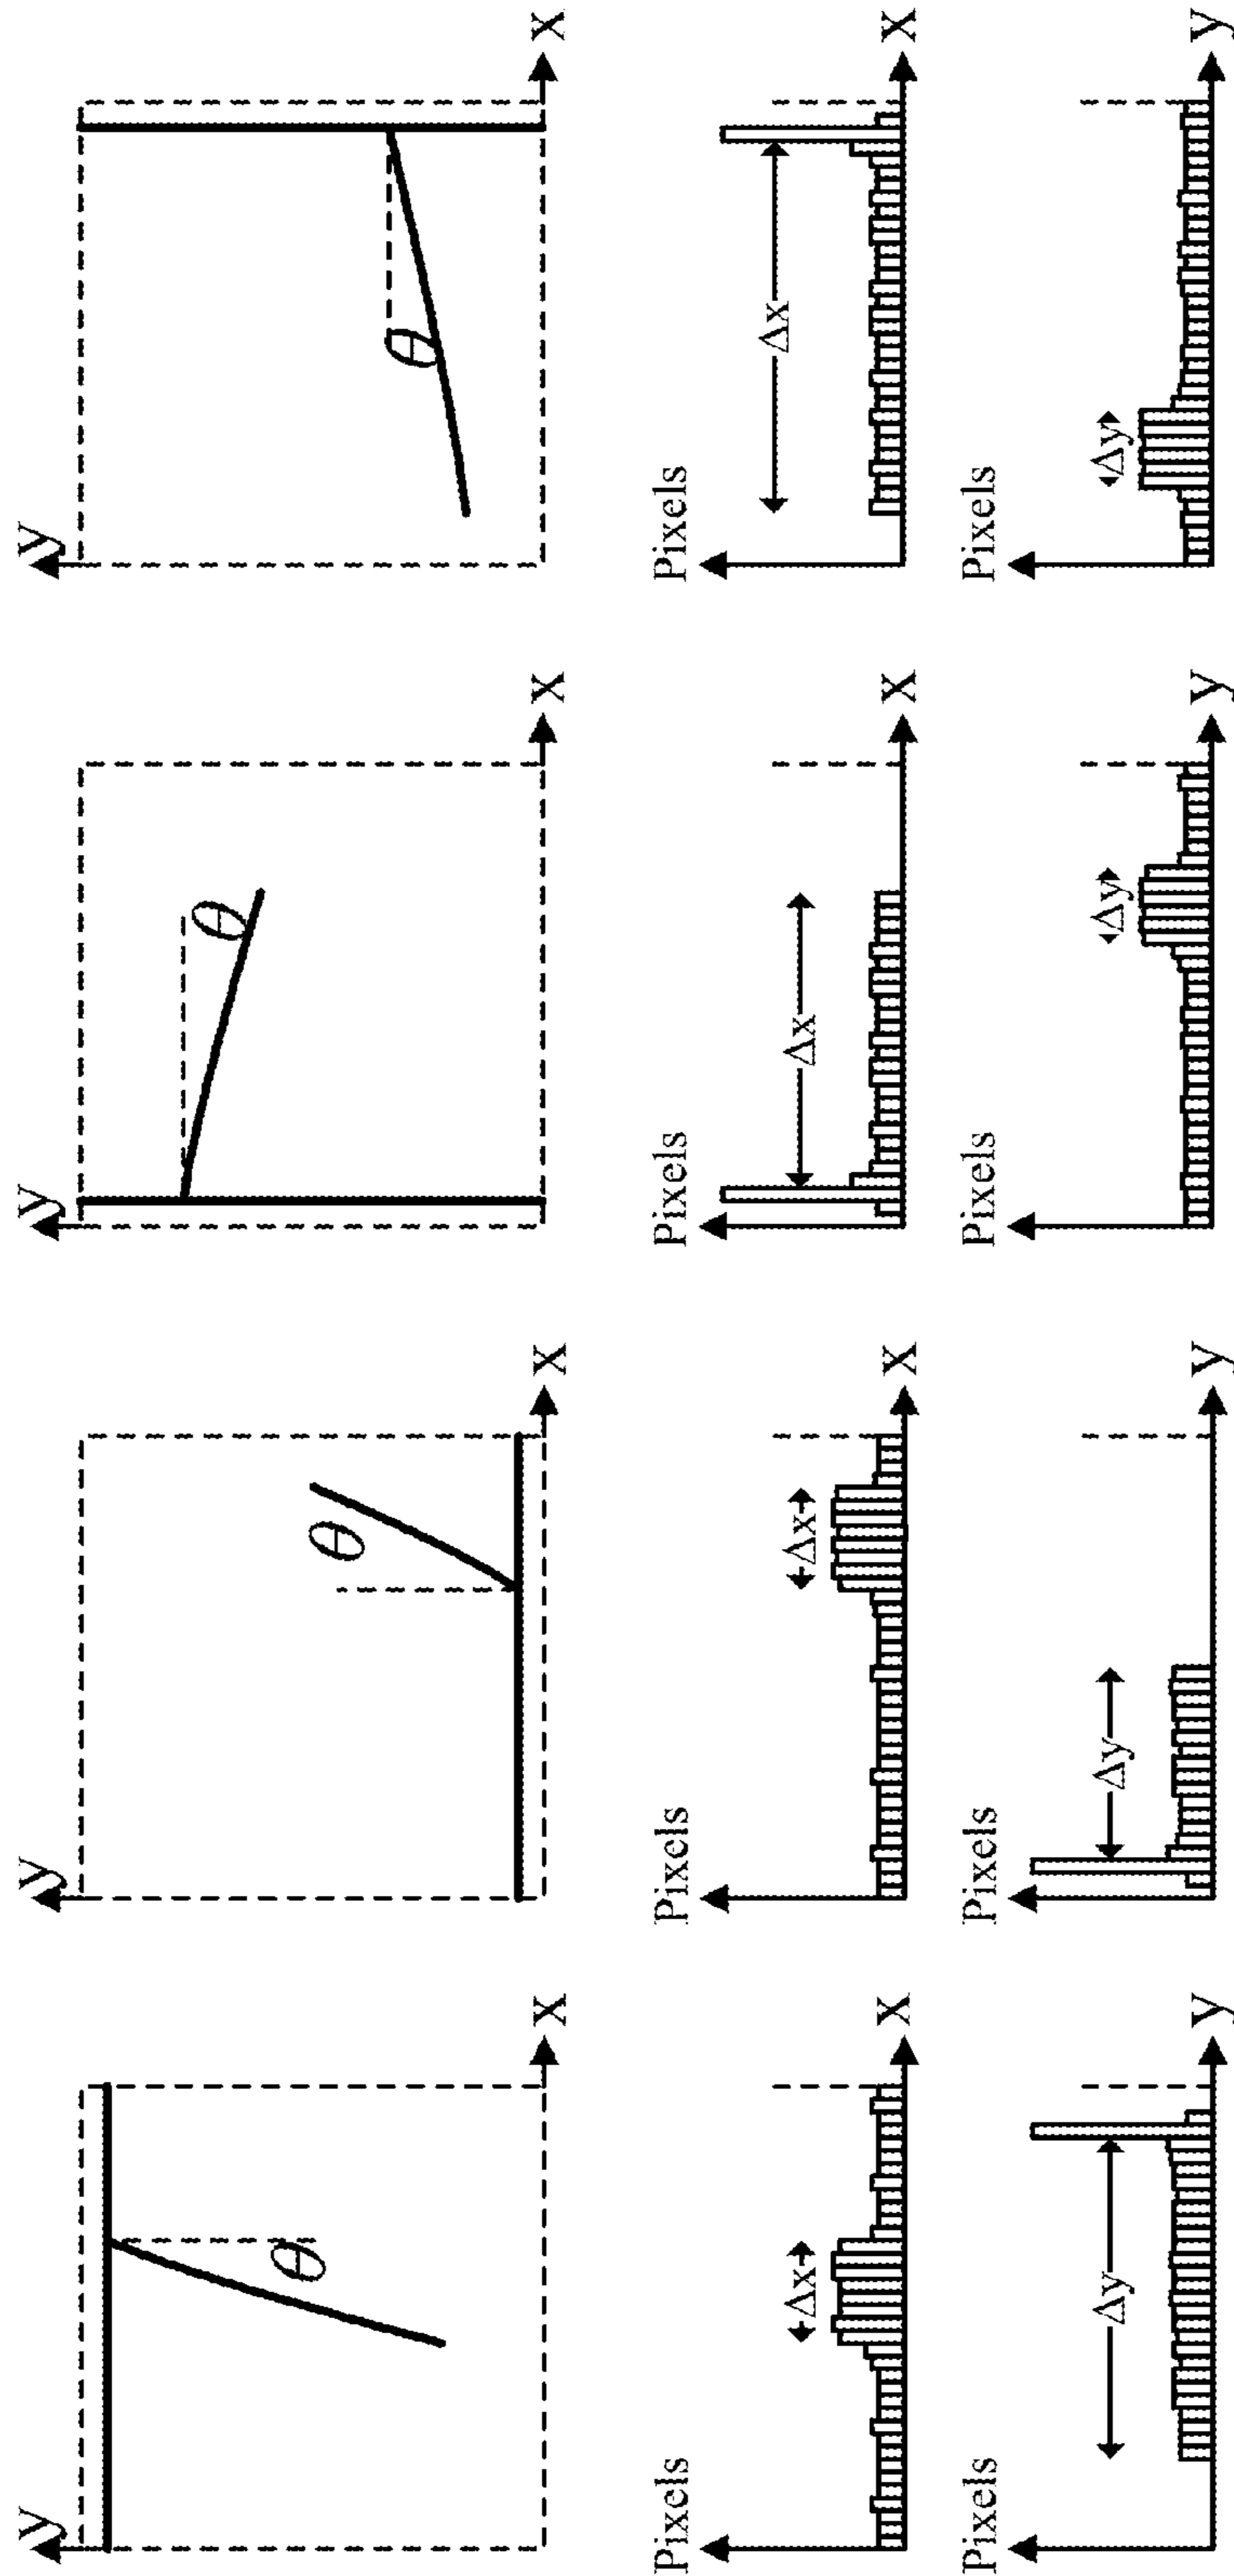 y y y y
θ θ θ θ
x x x x
Pixels Pixels Pixels Pixels
Δx Δx Δx Δx
x x x x
Pixels Pixels Pixels Pixels
Δy Δy Δy Δy
y y y y